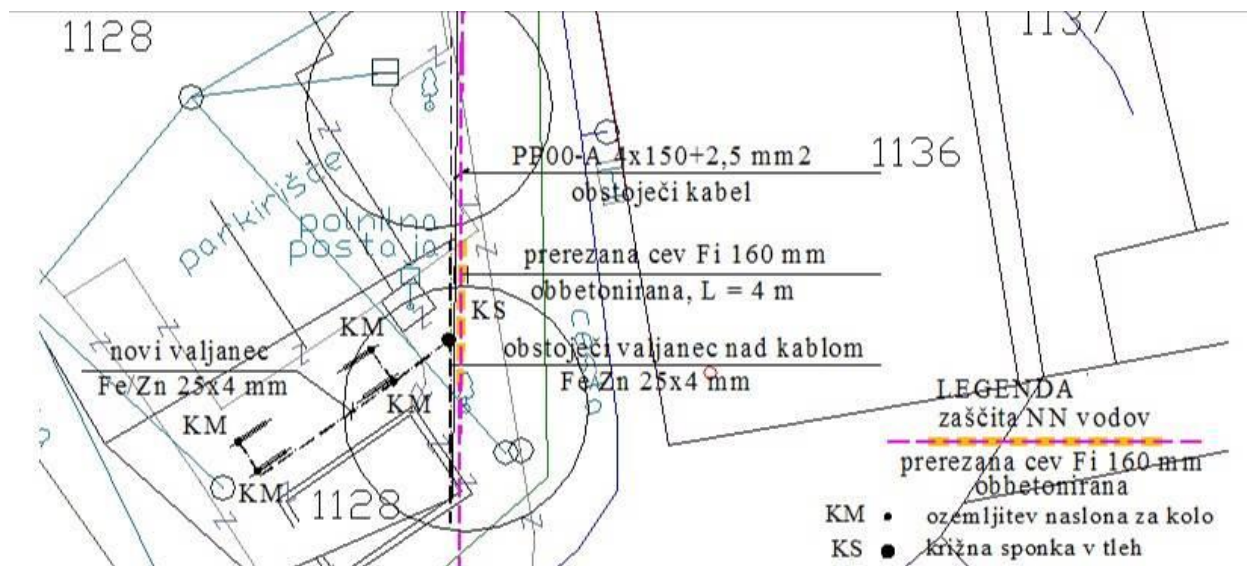 1128
1137
PP00-A 4x150+2,5 mm2
obstoječi kabel
1136
parkirišče
polnilna
postaja
prerezana cev Fi 160 mm
obbetonirana, L = 4 m
KS
cesta
KM
novi valjanec
Fe/Zn 25x4 mm
obstoječi valjanec nad kablom
Fe/Zn 25x4 mm
KM
KM
KM
1128
LEGENDA
zaščita NN vodov
prerezana cev Fi 160 mm
obbetonirana
KM • ozemljitev naslona za kolo
KS ● križna sponka v tleh